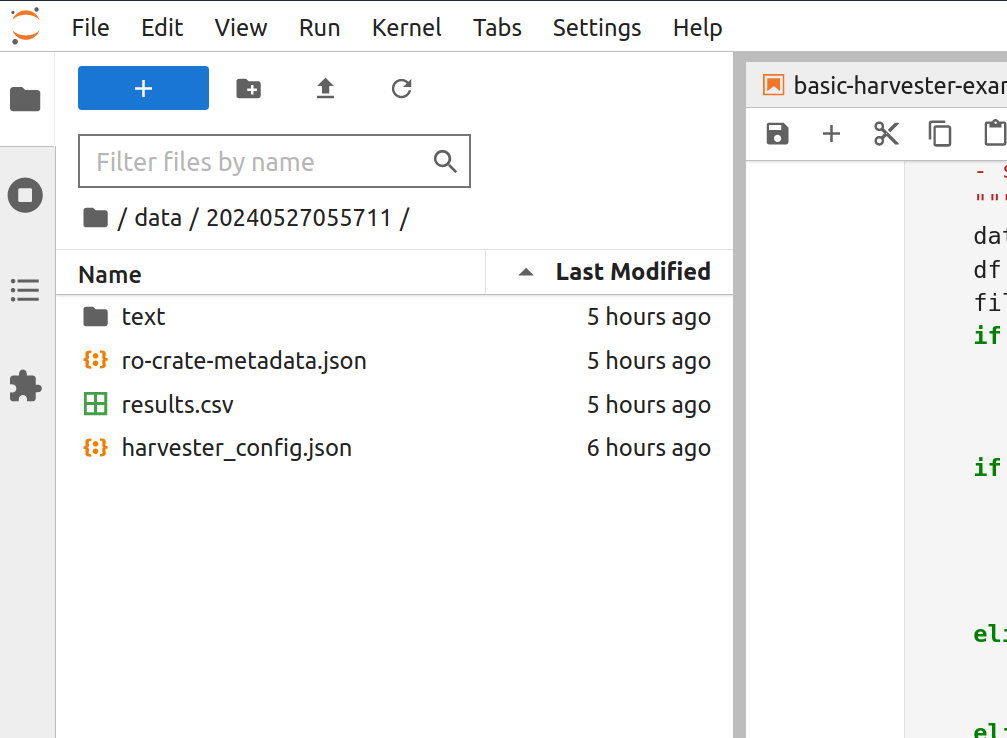 File Edit View Run Kernel Tabs Settings Help
Filter files by name
/ data / 20240527055711 /
Name Last Modified
text 5 hours ago
ro-crate-metadata.json 5 hours ago
results.csv 5 hours ago
harvester_config.json 6 hours ago
basic-harvester-exa
- s
"""
dat
df
fil
if
if
eli
eli